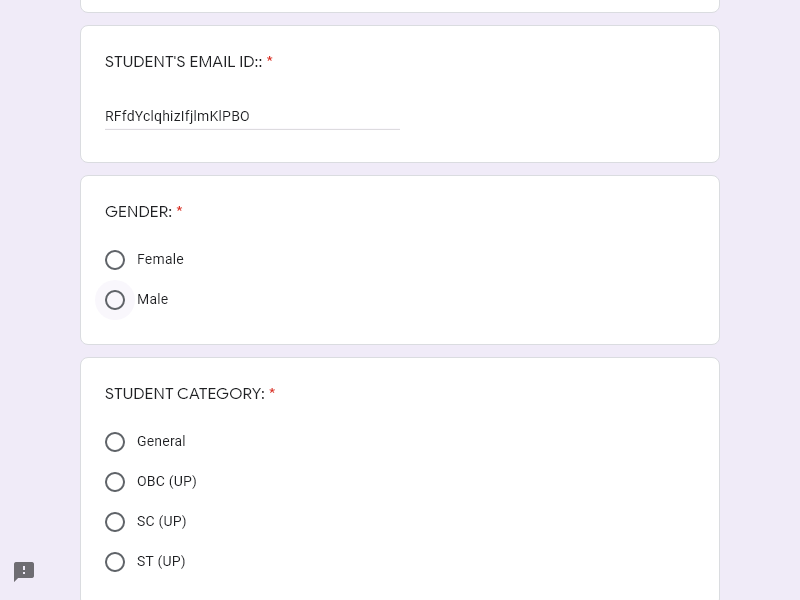 STUDENT'S EMAIL ID:: *
RFfdYclqhizIfjlmKlPBO
GENDER: *
Female
Male
STUDENT CATEGORY: *
General
OBC (UP)
SC (UP)
ST (UP)